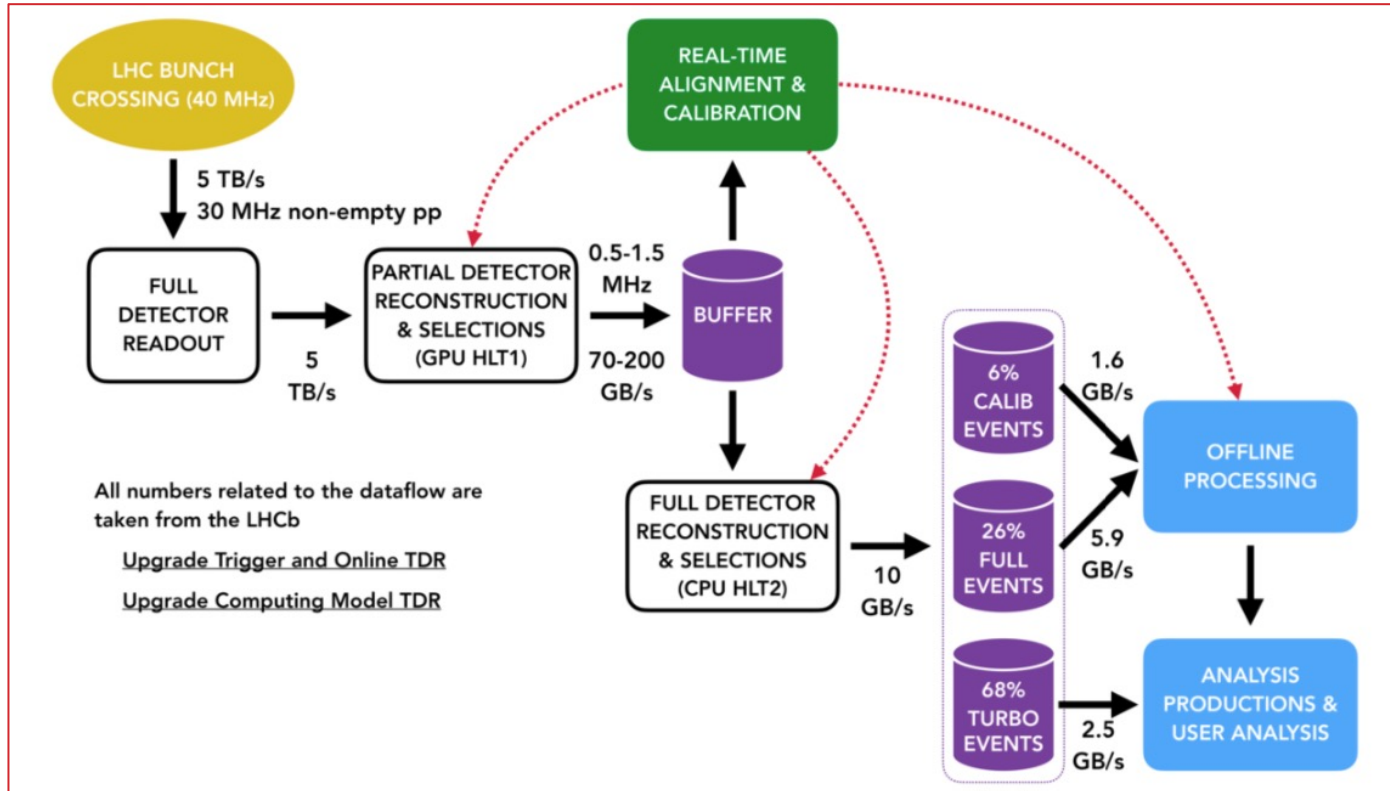 LHC BUNCH
CROSSING (40 MHz)
REAL-TIME
ALIGNMENT &
CALIBRATION
5 TB/s
30 MHz non-empty pp
FULL
DETECTOR
READOUT
5
TB/s
PARTIAL DETECTOR
RECONSTRUCTION
& SELECTIONS
(GPU HLT1)
0.5-1.5
MHz
70-200
GB/s
BUFFER
FULL DETECTOR
RECONSTRUCTION
& SELECTIONS
(CPU HLT2)
10
GB/s
6%
CALIB
EVENTS
1.6
GB/s
26%
FULL
EVENTS
5.9
GB/s
68%
TURBO
EVENTS
2.5
GB/s
OFFLINE
PROCESSING
ANALYSIS
PRODUCTIONS &
USER ANALYSIS
All numbers related to the dataflow are
taken from the LHCb
Upgrade Trigger and Online TDR
Upgrade Computing Model TDR